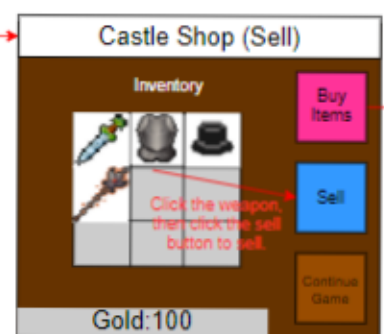 Castle Shop (Sell)
Inventory
Buy
Items
Click the weapon,
then click the sell
button to sell.
Sell
Continue
Game
Gold:100